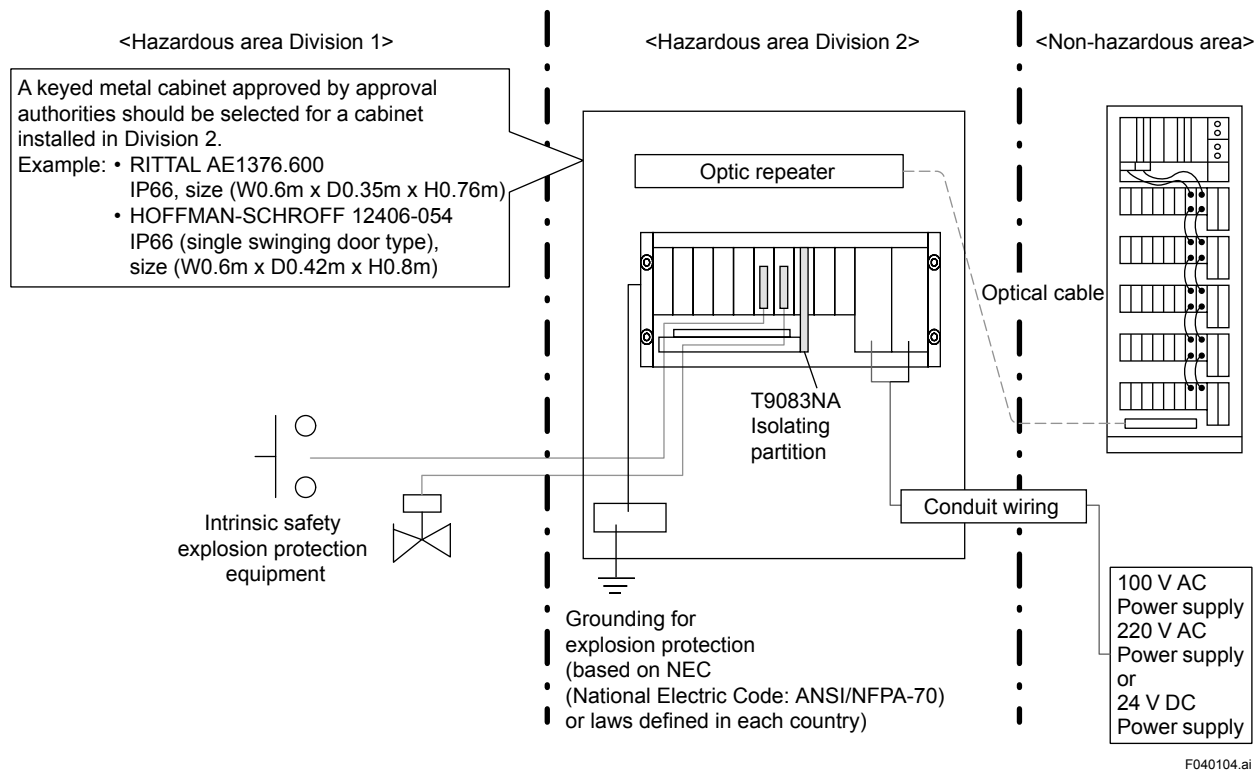 <Hazardous area Division 1>
<Hazardous area Division 2>
<Non-hazardous area>
A keyed metal cabinet approved by approval
authorities should be selected for a cabinet
installed in Division 2.
Example: • RITTAL AE1376.600
IP66, size (W0.6m x D0.35m x H0.76m)
• HOFFMAN-SCHROFF 12406-054
IP66 (single swinging door type),
size (W0.6m x D0.42m x H0.8m)
Optic repeater
Optical cable
T9083NA
Isolating
partition
Conduit wiring
Intrinsic safety
explosion protection
equipment
Grounding for
explosion protection
(based on NEC
(National Electric Code: ANSI/NFPA-70)
or laws defined in each country)
100 V AC
Power supply
220 V AC
Power supply
or
24 V DC
Power supply
F040104.ai